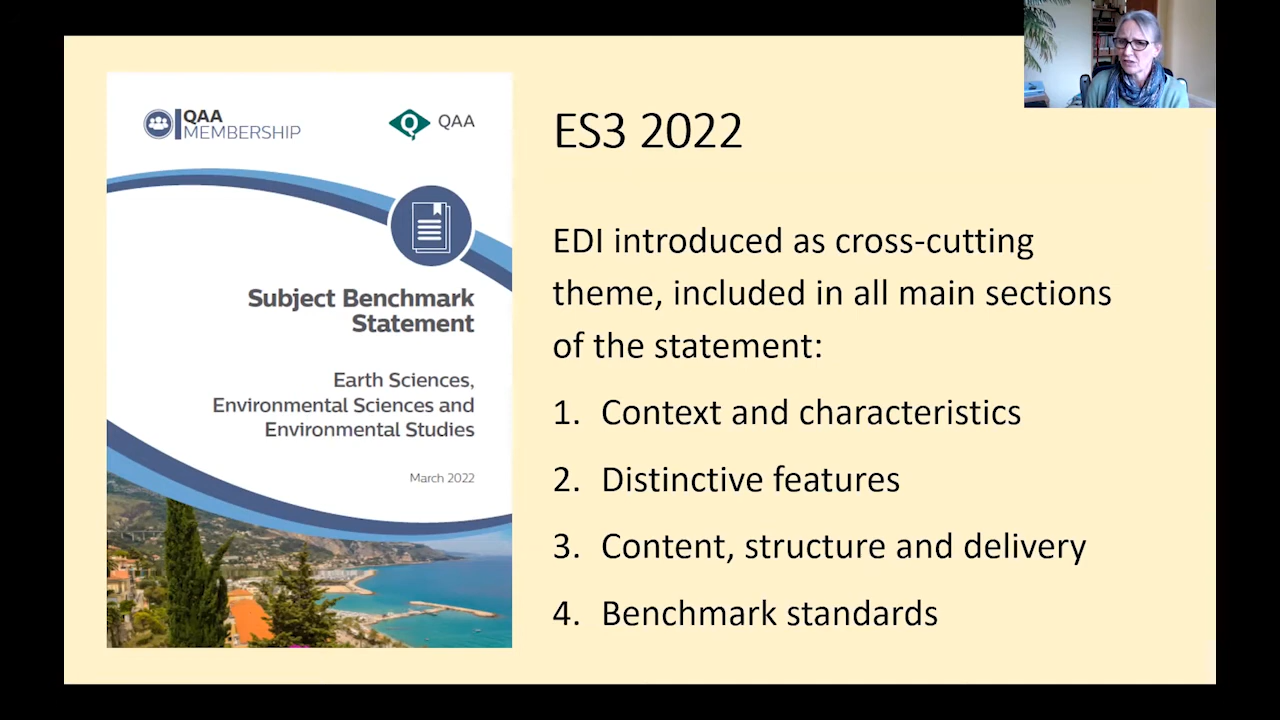 QAA
MEMBERSHIP
QAA
Subject Benchmark
Statement
Earth Sciences,
Environmental Sciences and
Environmental Studies
March 2022
ES3 2022
EDI introduced as cross-cutting
theme, included in all main sections
of the statement:
1. Context and characteristics
2. Distinctive features
3. Content, structure and delivery
4. Benchmark standards